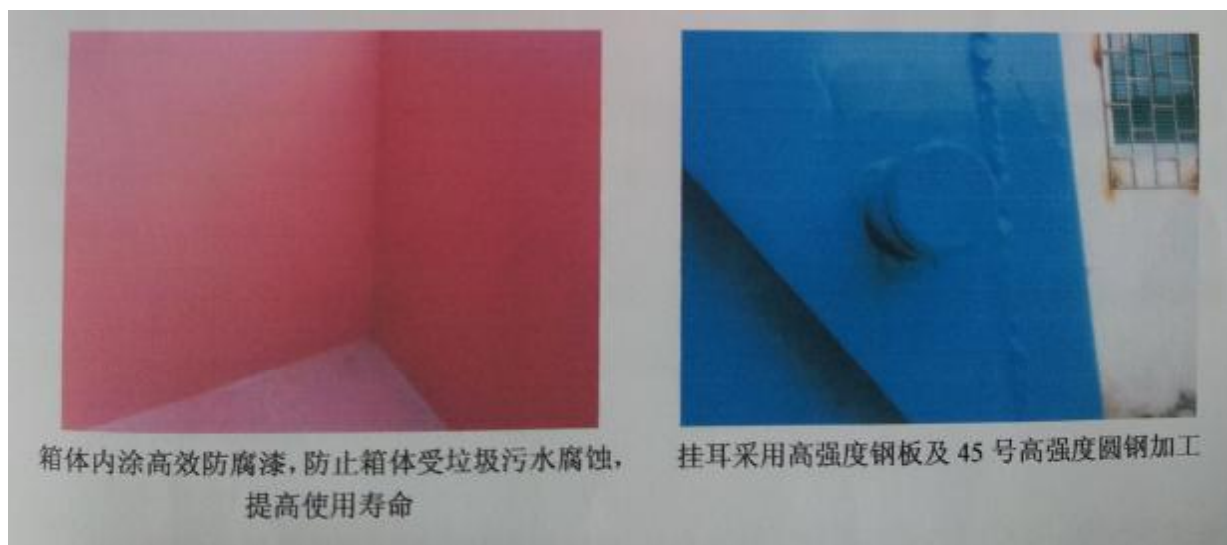 箱体内涂高效防腐漆，防止箱体受垃圾污水腐蚀，
提高使用寿命
挂耳采用高强度钢板及 45 号高强度圆钢加工